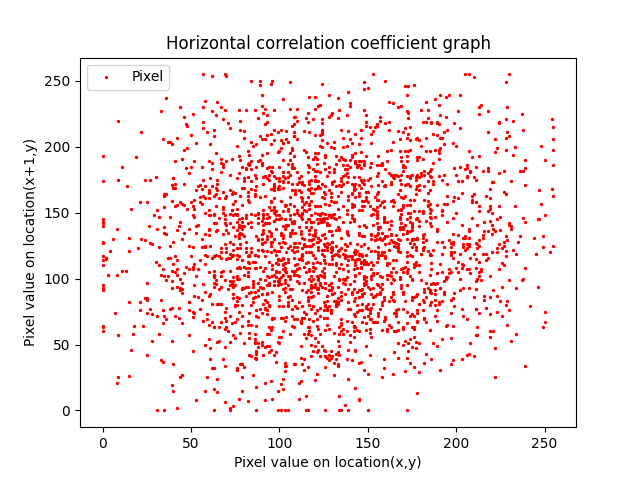 Horizontal correlation coefficient graph
Pixel
Pixel value on location(x+1,y)
250
200
150
100
50
0
0 50 100 150 200 250
Pixel value on location(x,y)